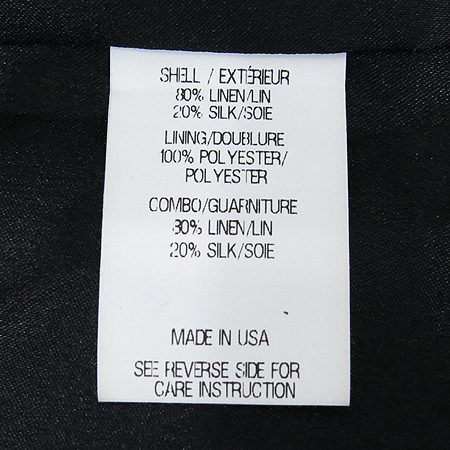 SHELL / EXTÉRIEUR
80% LINEN/LIN
20% SILK/SOIE
LINING/DOUBLURE
100% POLYESTER/
POLYESTER
COMBO/GUARNITURE
80% LINEN/LIN
20% SILK/SOIE
MADE IN USA
SEE REVERSE SIDE FOR
CARE INSTRUCTION